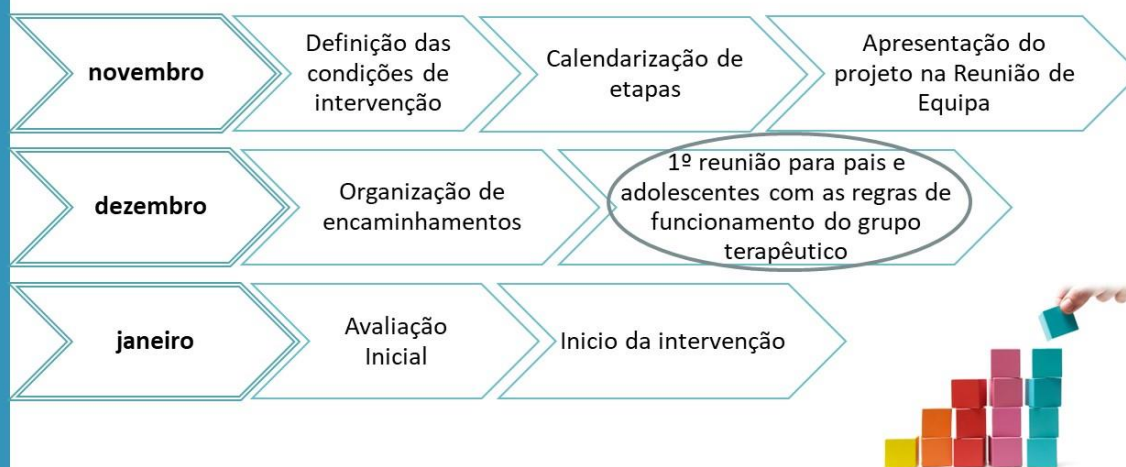 novembro
Definição das
condições de
intervenção
Calendarização de
etapas
Apresentação do
projeto na Reunião de
Equipa
dezembro
Organização de
encaminhamentos
1º reunião para pais e
adolescentes com as regras de
funcionamento do grupo
terapêutico
janeiro
Avaliação
Inicial
Inicio da intervenção